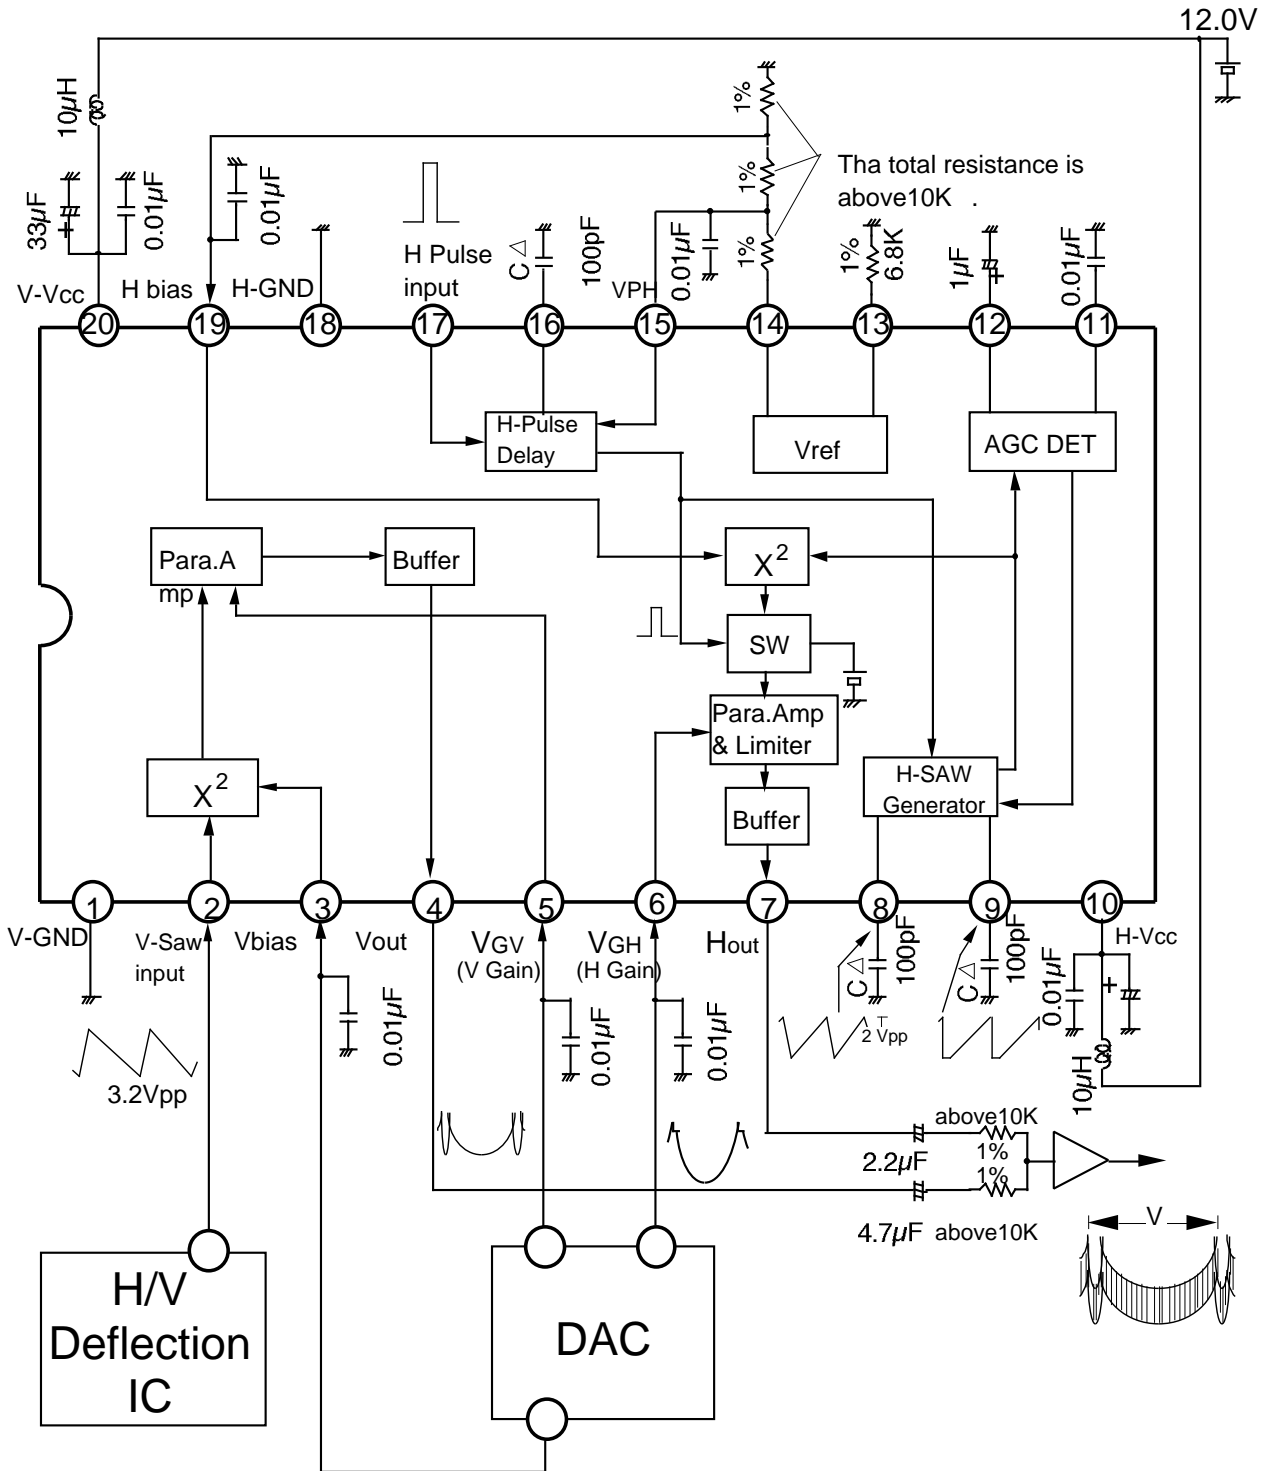 12.0V
10µH
1%
1%
1%
Tha total resistance is
above10K .
33µF
+
0.01µF
0.01µF
H Pulse
input
C △
100pF
VPH
0.01µF
1%
6.8K
1µF
+
0.01µF
V-Vcc
H bias
H-GND
20
19
18
17
16
15
14
13
12
11
H-Pulse
Delay
Vref
AGC DET
Para.A
mp
Buffer
X2
SW
Para.Amp
& Limiter
X2
H-SAW
Generator
Buffer
1
2
3
4
5
6
7
8
9
10
V-GND
V-Saw
input
Vbias
Vout
VGV
(V Gain)
VGH
(H Gain)
Hout
C △
100pF
C △
100pF
H-Vcc
0.01µF
+
0.01µF
0.01µF
0.01µF
3.2Vpp
2 Vpp
10µH
above10K
2.2µF
1%
1%
4.7µF
above10K
V
H/V
Deflection
IC
DAC